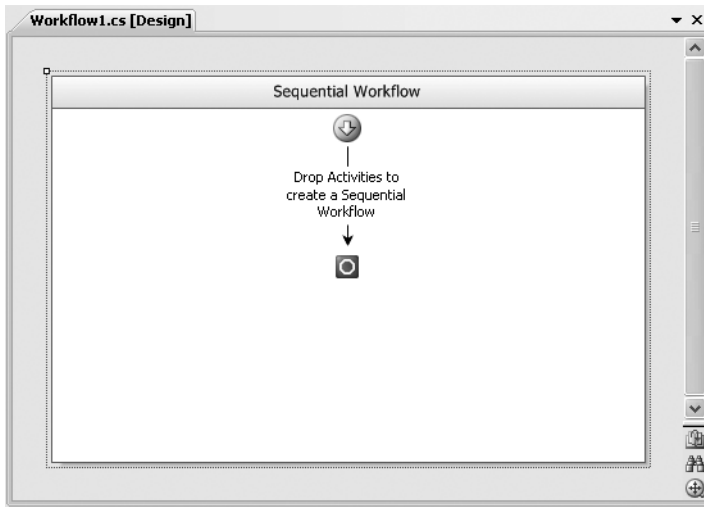 Workflow1.cs [Design]
Sequential Workflow
Drop Activities to
create a Sequential
Workflow